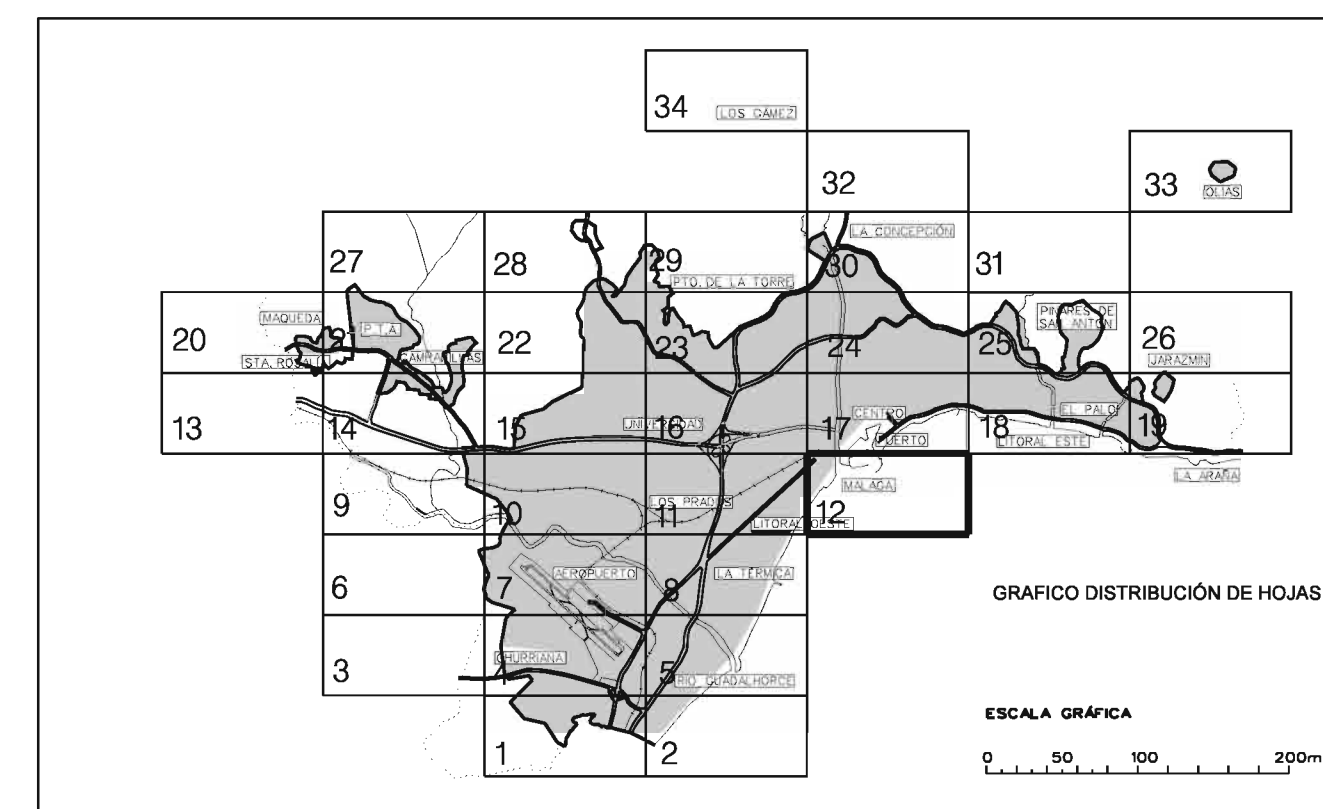 34 LOS GAMEZ
32
33 OLIAS
LA CONCEPCIÓN
27 28 29 30 31
PTO. DE LA TORRE
MAQUEDA P.T.A PINARES DE
SAN ANTON
20 22 23 24 25 26
STA. ROSAL JARAZMIN
CENTRO EL PALO
UNIVERSIDAD
13 14 15 16 17 18 19
PUERTO LITORAL ESTE
LA ARAÑA
MALAGA
LOS PRADOS
9 10 11 12
LITORAL OESTE
AEROPUERTO LA TERMICA
6 7 8
GRAFICO DISTRIBUCIÓN DE HOJAS
CHURRIANA
3 4 5 RIO GUADALHORCE
ESCALA GRÁFICA
1 2
0 50 100 200m